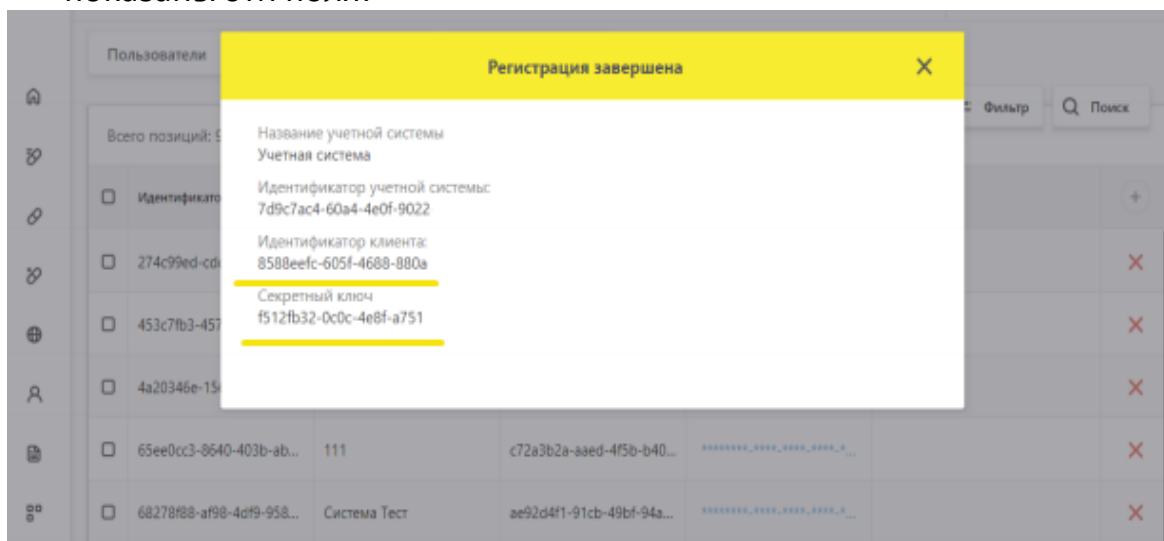 Пользователи
Регистрация завершена
Фильтр
Поиск
Всего позиций: 9
Название учетной системы
Учетная система
Идентификатор учетной системы:
7d9c7ac4-60a4-4e0f-9022
Идентификатор клиента:
8588eefc-605f-4688-880a
Секретный ключ
f512fb32-0c0c-4e8f-a751
Идентификато
274c99ed-cd
453c7fb3-457
4a20346e-15
65ee0cc3-8640-403b-ab... 111 c72a3b2a-aaed-4f5b-b40... ********-****-****-****-*...
68278f88-af98-4df9-958... Система Тест ae92d4f1-91cb-49bf-94a... ********-****-****-****-*...